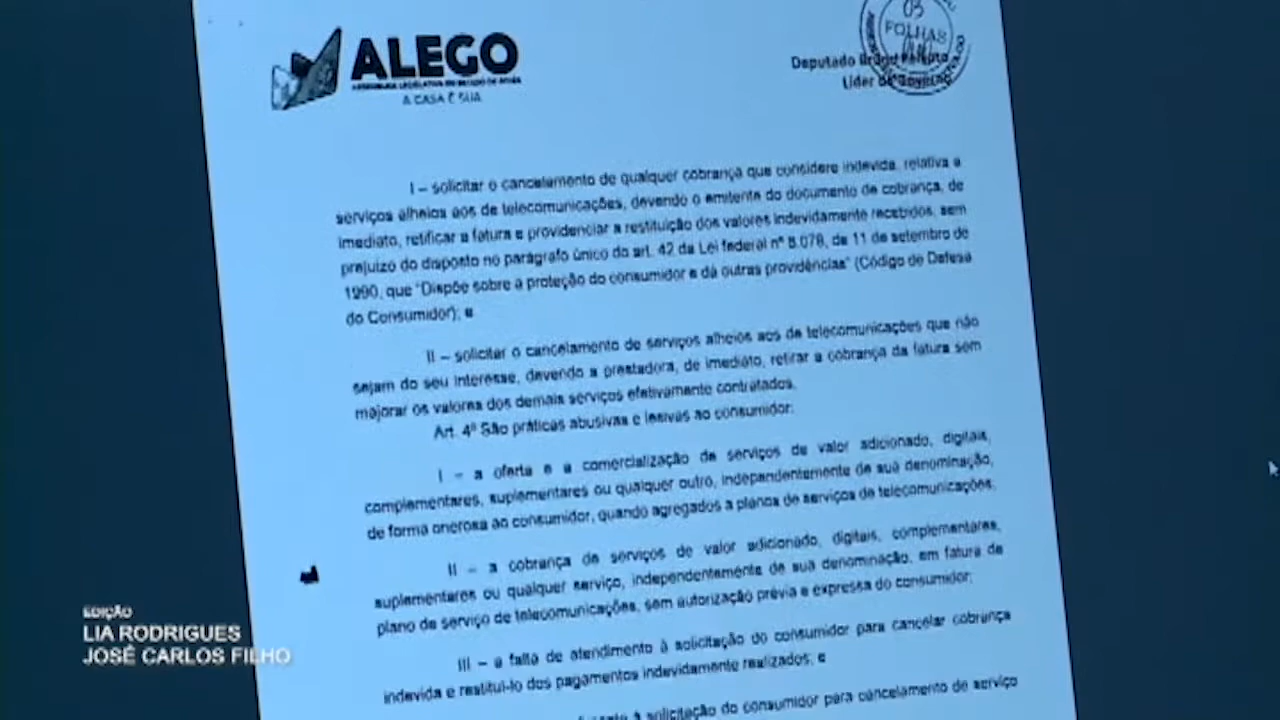 ALEGO
ASSEMBLEIA LEGISLATIVA DO ESTADO DE GOIÁS
A CASA É SUA
03
FOLHAS
Deputado Bruno Peixoto
Líder do Governo
I – solicitar o cancelamento de qualquer cobrança que considere indevida, relativa a
serviços alheios aos de telecomunicações, devendo o emitente do documento de cobrança, de
imediato, retificar a fatura e providenciar a restituição dos valores indevidamente recebidos, sem
prejuízo do disposto no parágrafo único do art. 42 da Lei federal nº 8.078, de 11 de setembro de
1990, que "Dispõe sobre a proteção do consumidor e dá outras providências" (Código de Defesa
do Consumidor); e
II – solicitar o cancelamento de serviços alheios aos de telecomunicações que não
sejam do seu interesse, devendo a prestadora, de imediato, retirar a cobrança da fatura sem
majorar os valores dos demais serviços efetivamente contratados.
Art. 4º São práticas abusivas e lesivas ao consumidor:
I – a oferta e a comercialização de serviços de valor adicionado, digitais,
complementares, suplementares ou qualquer outro, independentemente de sua denominação,
de forma onerosa ao consumidor, quando agregados a planos de serviços de telecomunicações;
II – a cobrança de serviços de valor adicionado, digitais, complementares,
suplementares ou qualquer serviço, independentemente de sua denominação, em fatura de
plano de serviço de telecomunicações, sem autorização prévia e expressa do consumidor;
III – a falta de atendimento à solicitação do consumidor para cancelar cobrança
indevida e restituí-lo dos pagamentos indevidamente realizados; e
à solicitação do consumidor para cancelamento de serviço
EDIÇÃO
LIA RODRIGUES
JOSÉ CARLOS FILHO